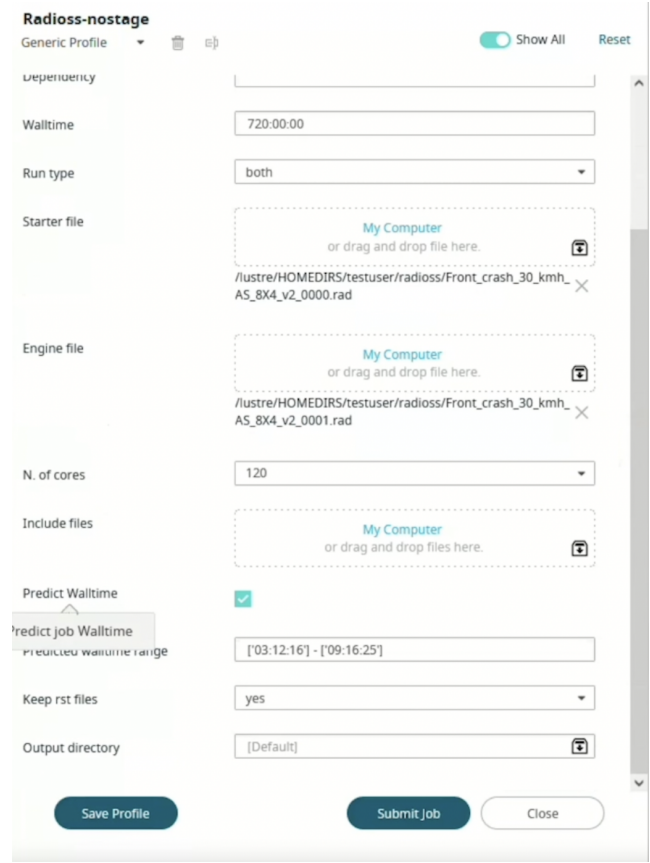 Radioss-nostage
Generic Profile
Show All
Reset
Dependency
Walltime
720:00:00
Run type
both
Starter file
My Computer
or drag and drop file here.
/lustre/HOMEDIRS/testuser/radioss/Front_crash_30_kmh_
AS_8X4_v2_0000.rad
Engine file
My Computer
or drag and drop file here.
/lustre/HOMEDIRS/testuser/radioss/Front_crash_30_kmh_
AS_8X4_v2_0001.rad
N. of cores
120
Include files
My Computer
or drag and drop files here.
Predict Walltime
Predict job Walltime
Predicted walltime range
['03:12:16'] - ['09:16:25']
Keep rst files
yes
Output directory
[Default]
Save Profile
Submit Job
Close